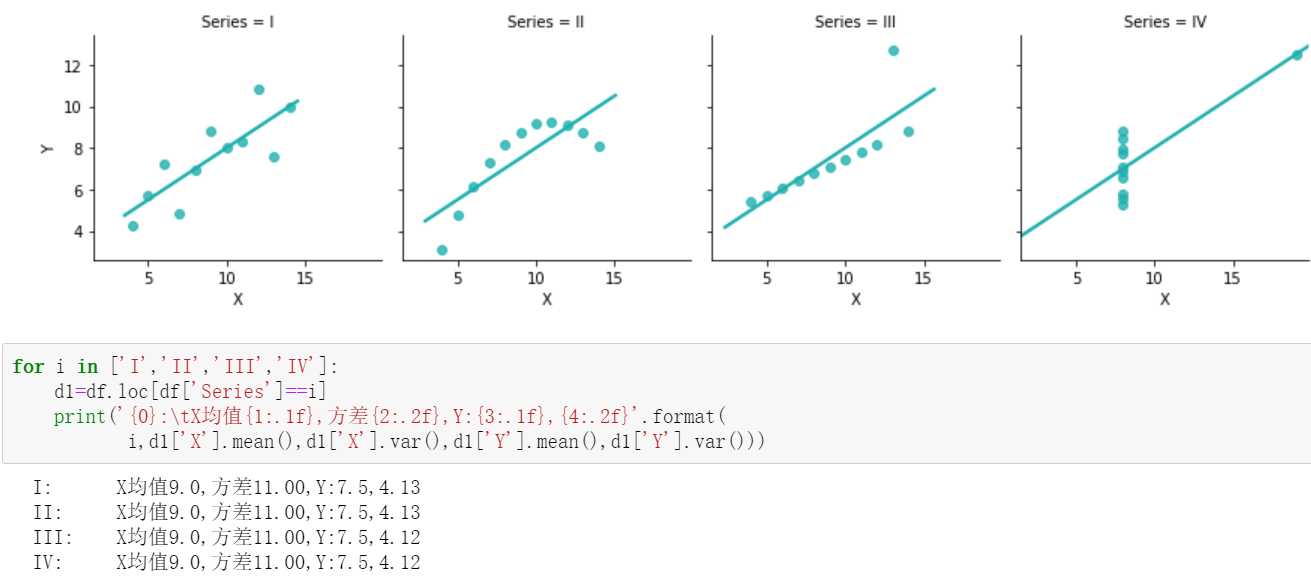 Series = I
Series = II
Series = III
Series = IV
12
10
8
6
4
Y
5 10 15
5 10 15
5 10 15
5 10 15
X
X
X
X
for i in ['I','II','III','IV']:
    d1=df.loc[df['Series']==i]
    print('{0}:\tX均值{1:.1f},方差{2:.2f},Y:{3:.1f},{4:.2f}'.format(
            i,d1['X'].mean(),d1['X'].var(),d1['Y'].mean(),d1['Y'].var()))
I: X均值9.0,方差11.00,Y:7.5,4.13
II: X均值9.0,方差11.00,Y:7.5,4.13
III: X均值9.0,方差11.00,Y:7.5,4.12
IV: X均值9.0,方差11.00,Y:7.5,4.12